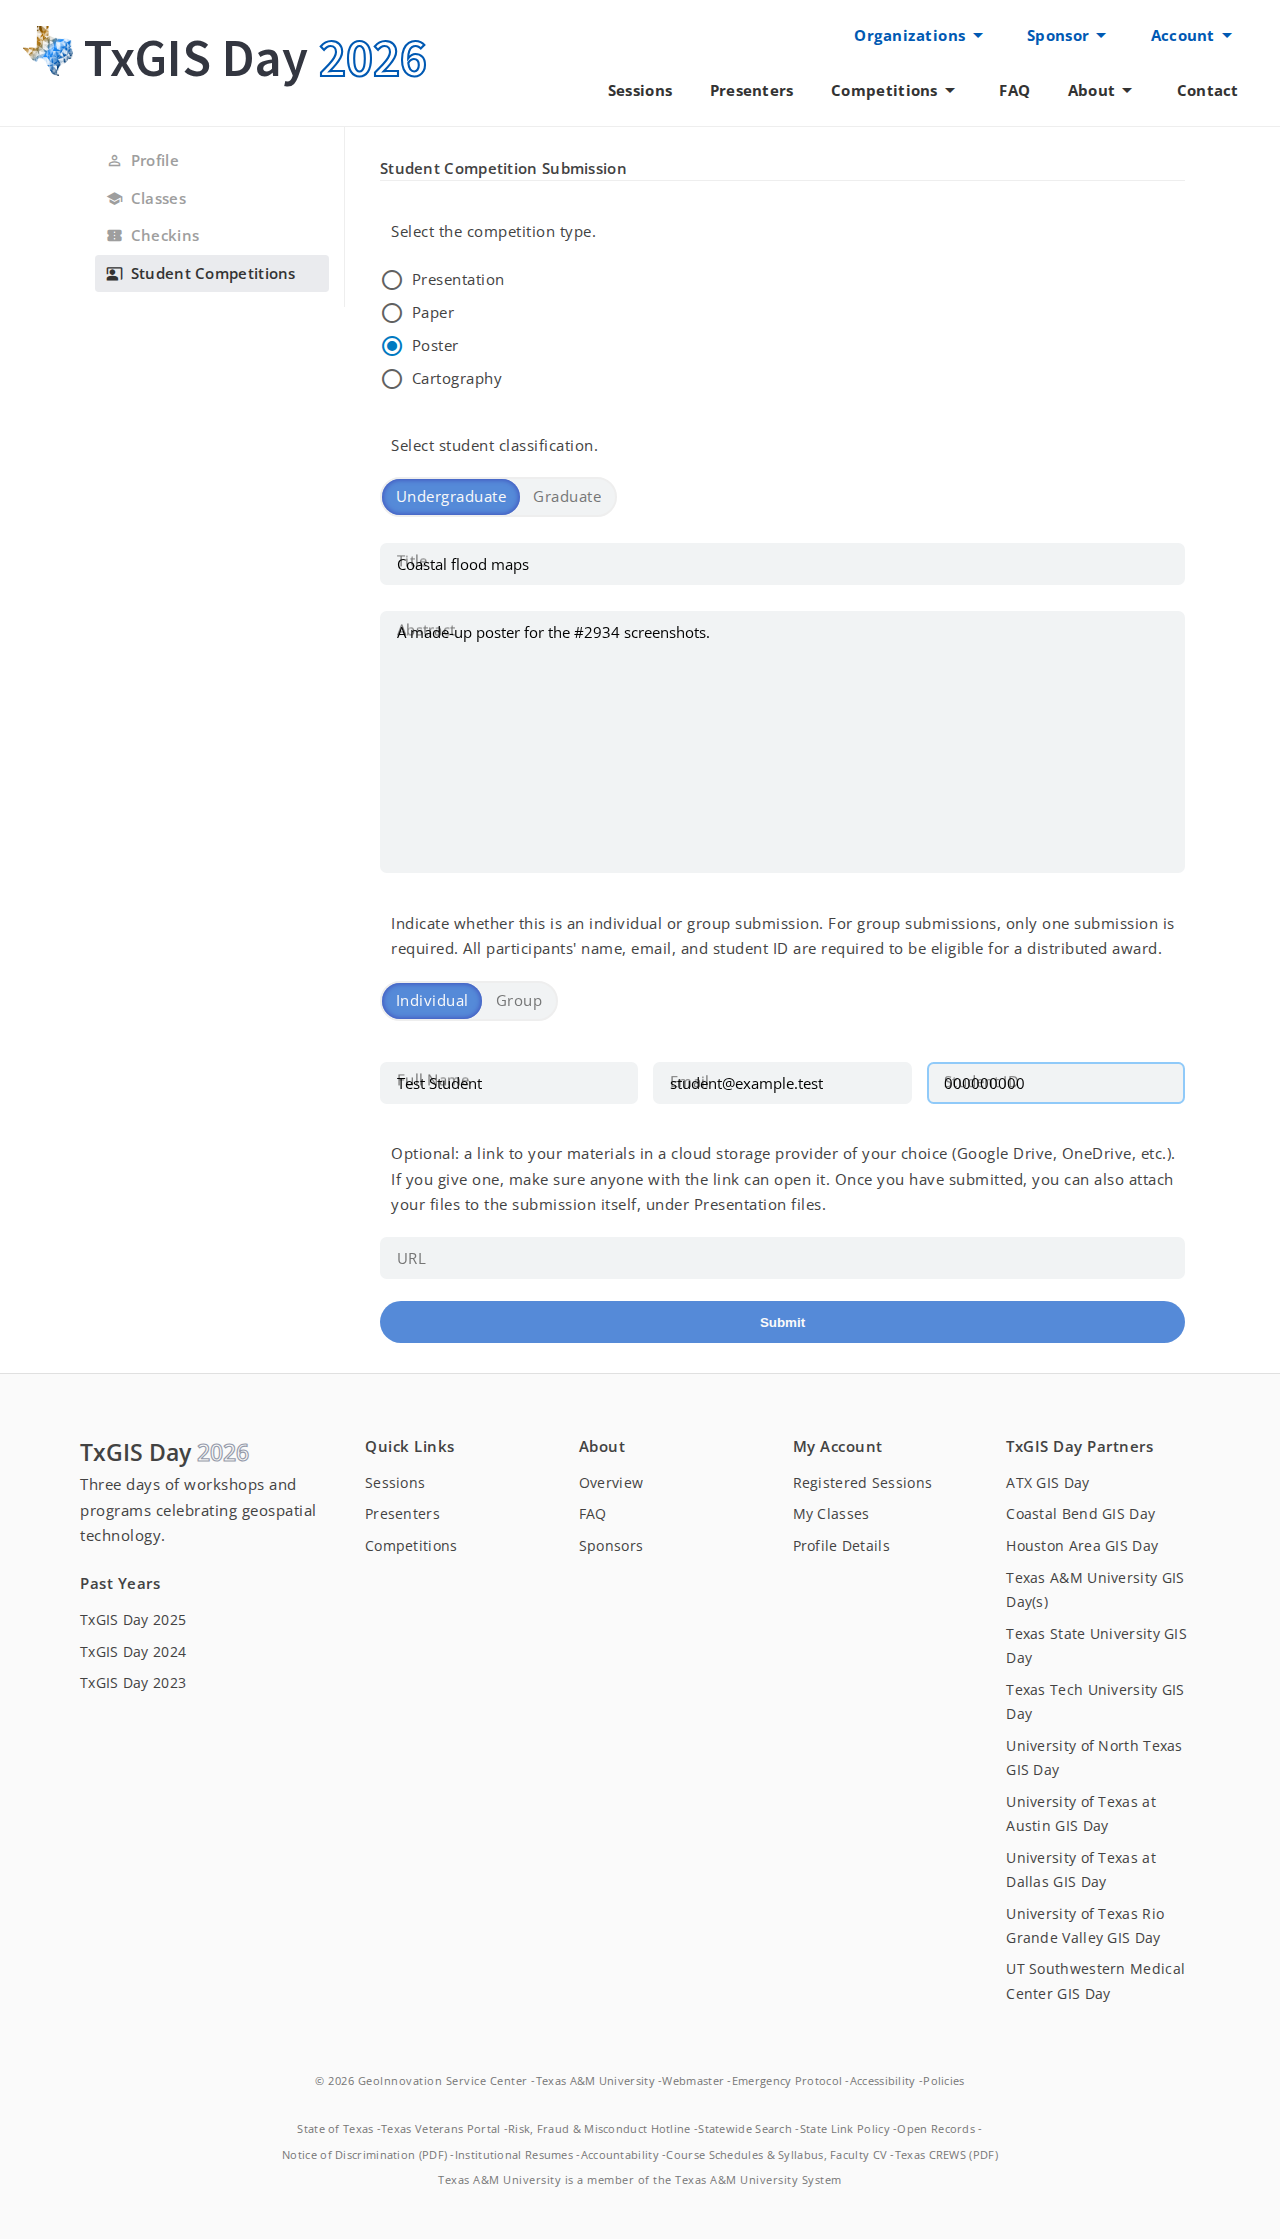 TxGIS Day 2026
Organizations
Sponsor
Account
Sessions
Presenters
Competitions
FAQ
About
Contact
Profile
Classes
Checkins
Student Competitions
Student Competition Submission
Select the competition type.
Presentation
Paper
Poster
Cartography
Select student classification.
Undergraduate
Graduate
Title
Coastal flood maps
Abstract
A made-up poster for the #2934 screenshots.
Indicate whether this is an individual or group submission. For group submissions, only one submission is
required. All participants' name, email, and student ID are required to be eligible for a distributed award.
Individual
Group
Full Name
Test Student
Email
student@example.test
Student ID
000000000
Optional: a link to your materials in a cloud storage provider of your choice (Google Drive, OneDrive, etc.).
If you give one, make sure anyone with the link can open it. Once you have submitted, you can also attach
your files to the submission itself, under Presentation files.
URL
Submit
TxGIS Day 2026
Three days of workshops and
programs celebrating geospatial
technology.
Past Years
TxGIS Day 2025
TxGIS Day 2024
TxGIS Day 2023
Quick Links
Sessions
Presenters
Competitions
About
Overview
FAQ
Sponsors
My Account
Registered Sessions
My Classes
Profile Details
TxGIS Day Partners
ATX GIS Day
Coastal Bend GIS Day
Houston Area GIS Day
Texas A&M University GIS
Day(s)
Texas State University GIS
Day
Texas Tech University GIS
Day
University of North Texas
GIS Day
University of Texas at
Austin GIS Day
University of Texas at
Dallas GIS Day
University of Texas Rio
Grande Valley GIS Day
UT Southwestern Medical
Center GIS Day
© 2026 GeoInnovation Service Center -Texas A&M University -Webmaster -Emergency Protocol -Accessibility -Policies
State of Texas -Texas Veterans Portal -Risk, Fraud & Misconduct Hotline -Statewide Search -State Link Policy -Open Records -
Notice of Discrimination (PDF) -Institutional Resumes -Accountability -Course Schedules & Syllabus, Faculty CV -Texas CREWS (PDF)
Texas A&M University is a member of the Texas A&M University System